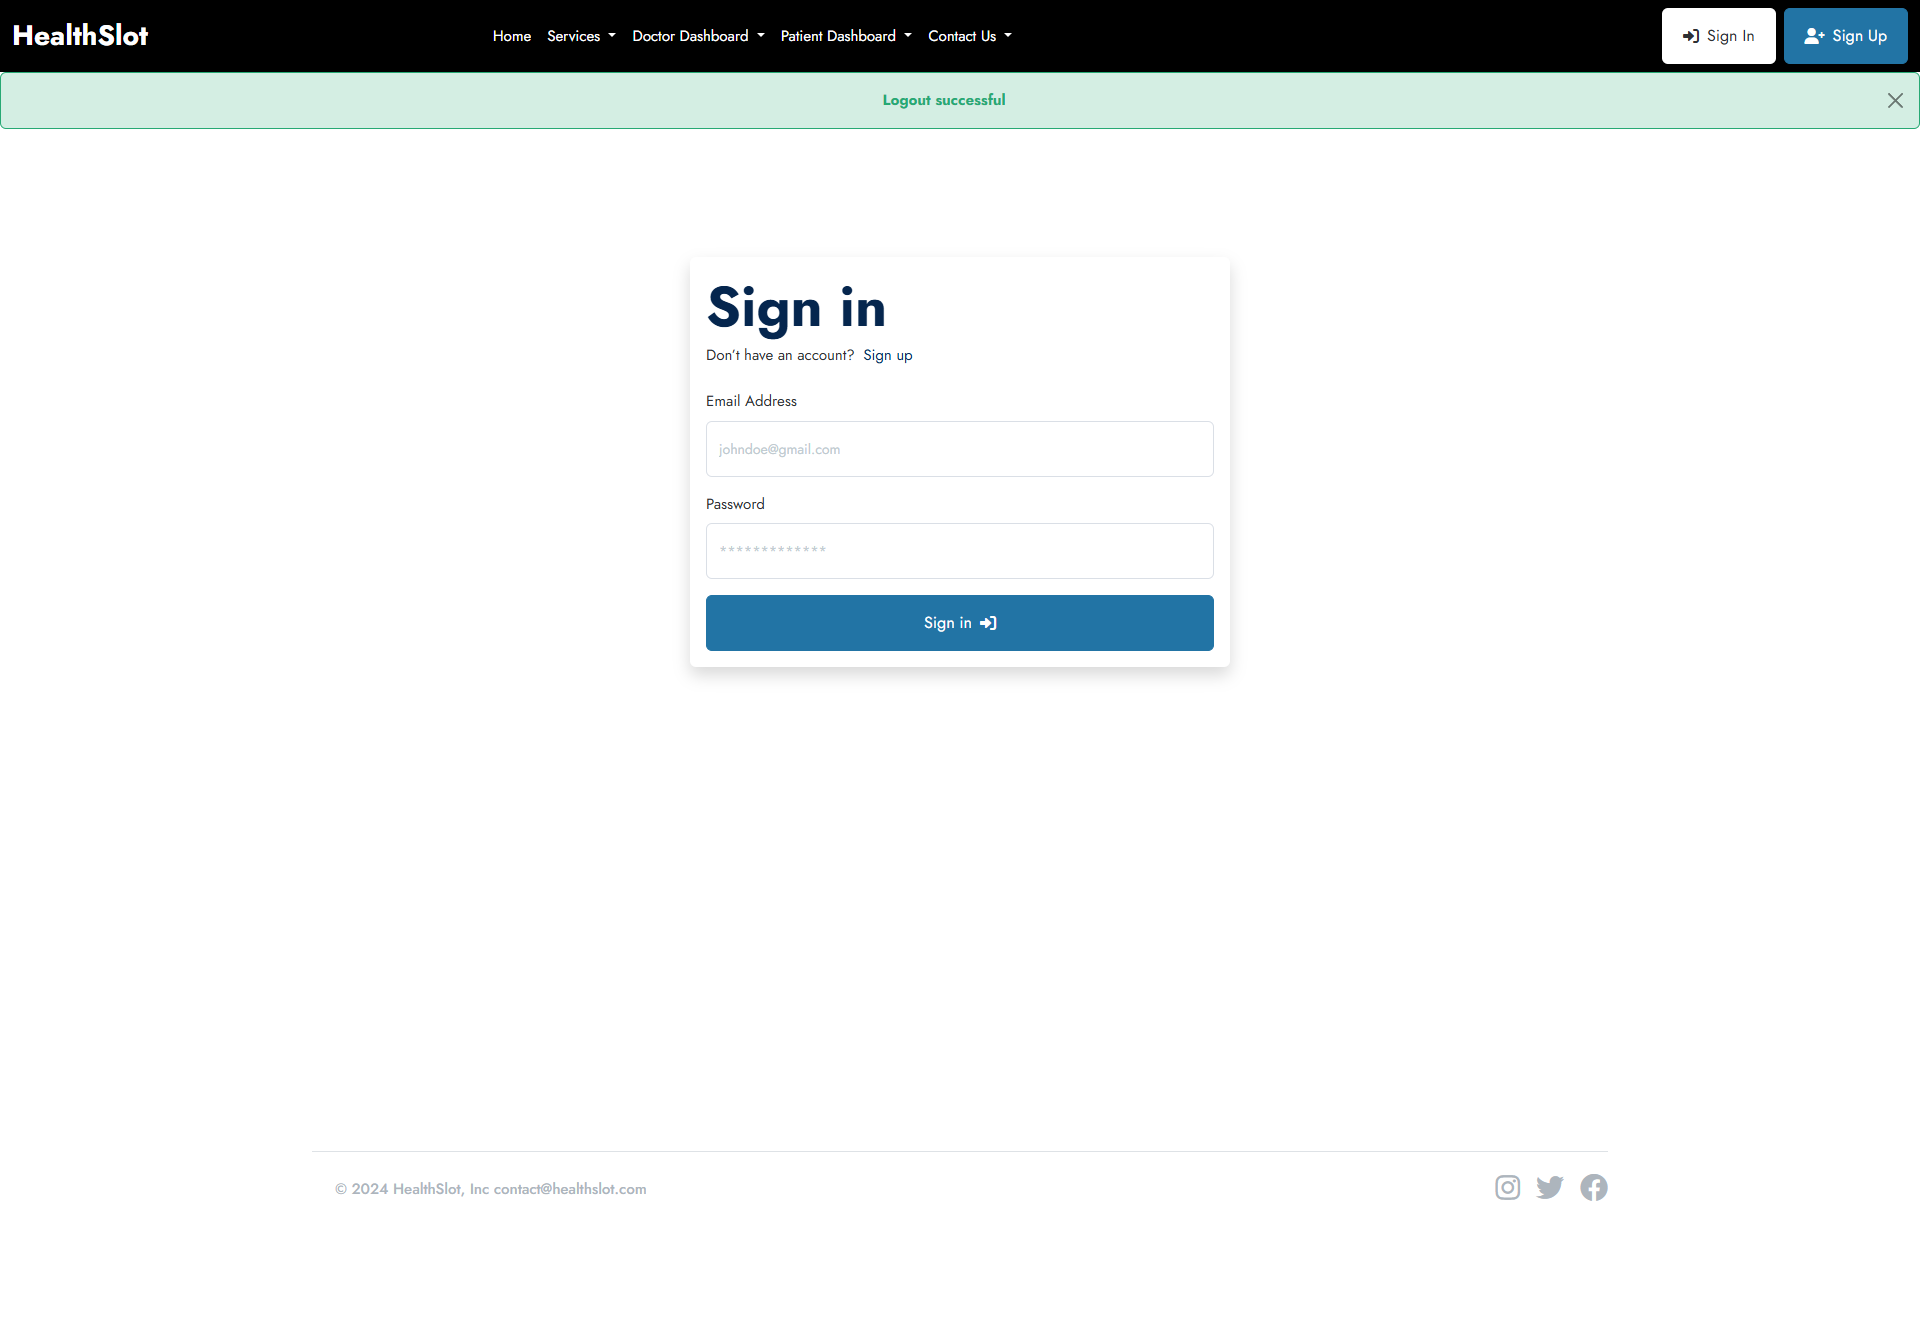 HealthSlot
Home Services Doctor Dashboard Patient Dashboard Contact Us
Sign In
Sign Up
Logout successful
Sign in
Don't have an account? Sign up
Email Address
johndoe@gmail.com
Password
*************
Sign in
© 2024 HealthSlot, Inc contact@healthslot.com